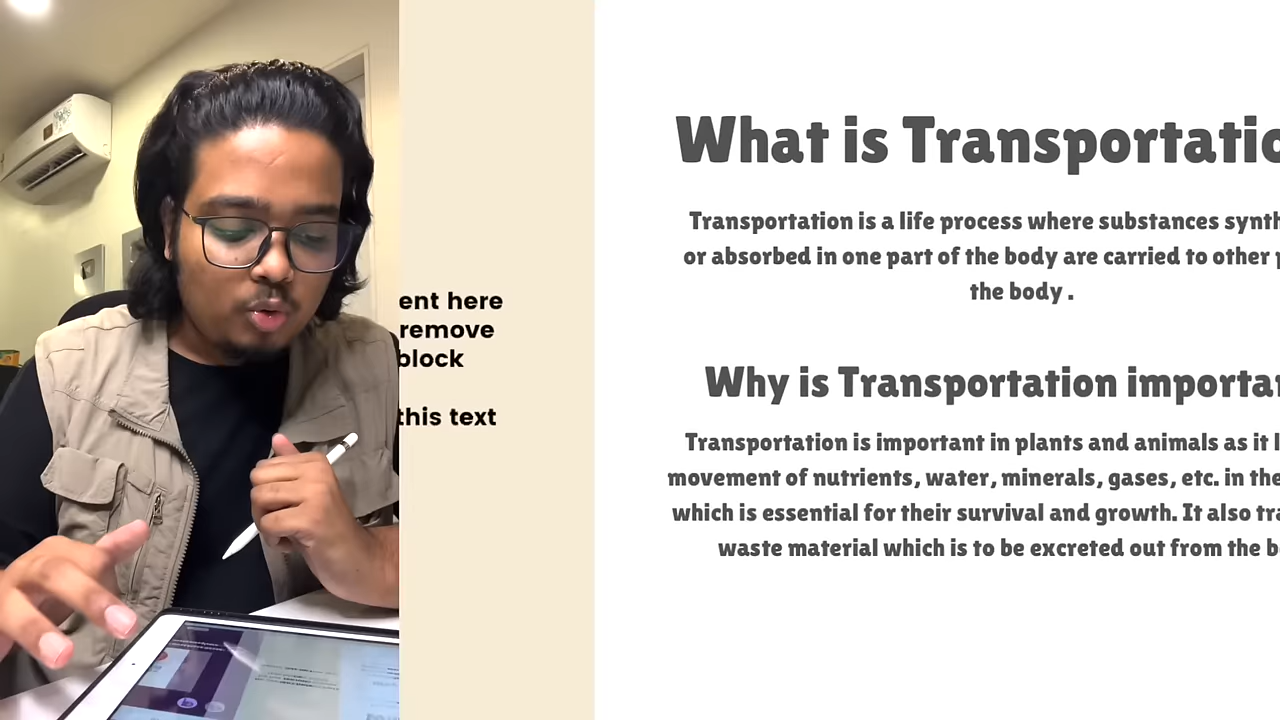 ent here
remove
block
this text
What is Transportatio
Transportation is a life process where substances synth
or absorbed in one part of the body are carried to other p
the body .
Why is Transportation importan
Transportation is important in plants and animals as it l
movement of nutrients, water, minerals, gases, etc. in the
which is essential for their survival and growth. It also tra
waste material which is to be excreted out from the b